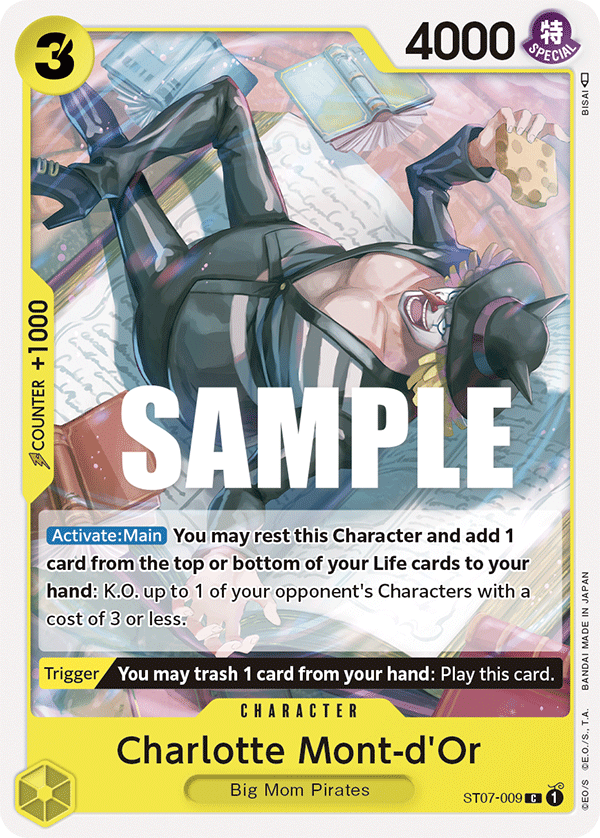 3
4000
特
SPECIAL
BISAI
COUNTER +1000
SAMPLE
Activate:Main You may rest this Character and add 1
card from the top or bottom of your Life cards to your
hand: K.O. up to 1 of your opponent's Characters with a
cost of 3 or less.
Trigger You may trash 1 card from your hand: Play this card.
CHARACTER
Charlotte Mont-d'Or
Big Mom Pirates
ST07-009 C 1
©EO/S ©E.O./S., T.A. BANDAI MADE IN JAPAN